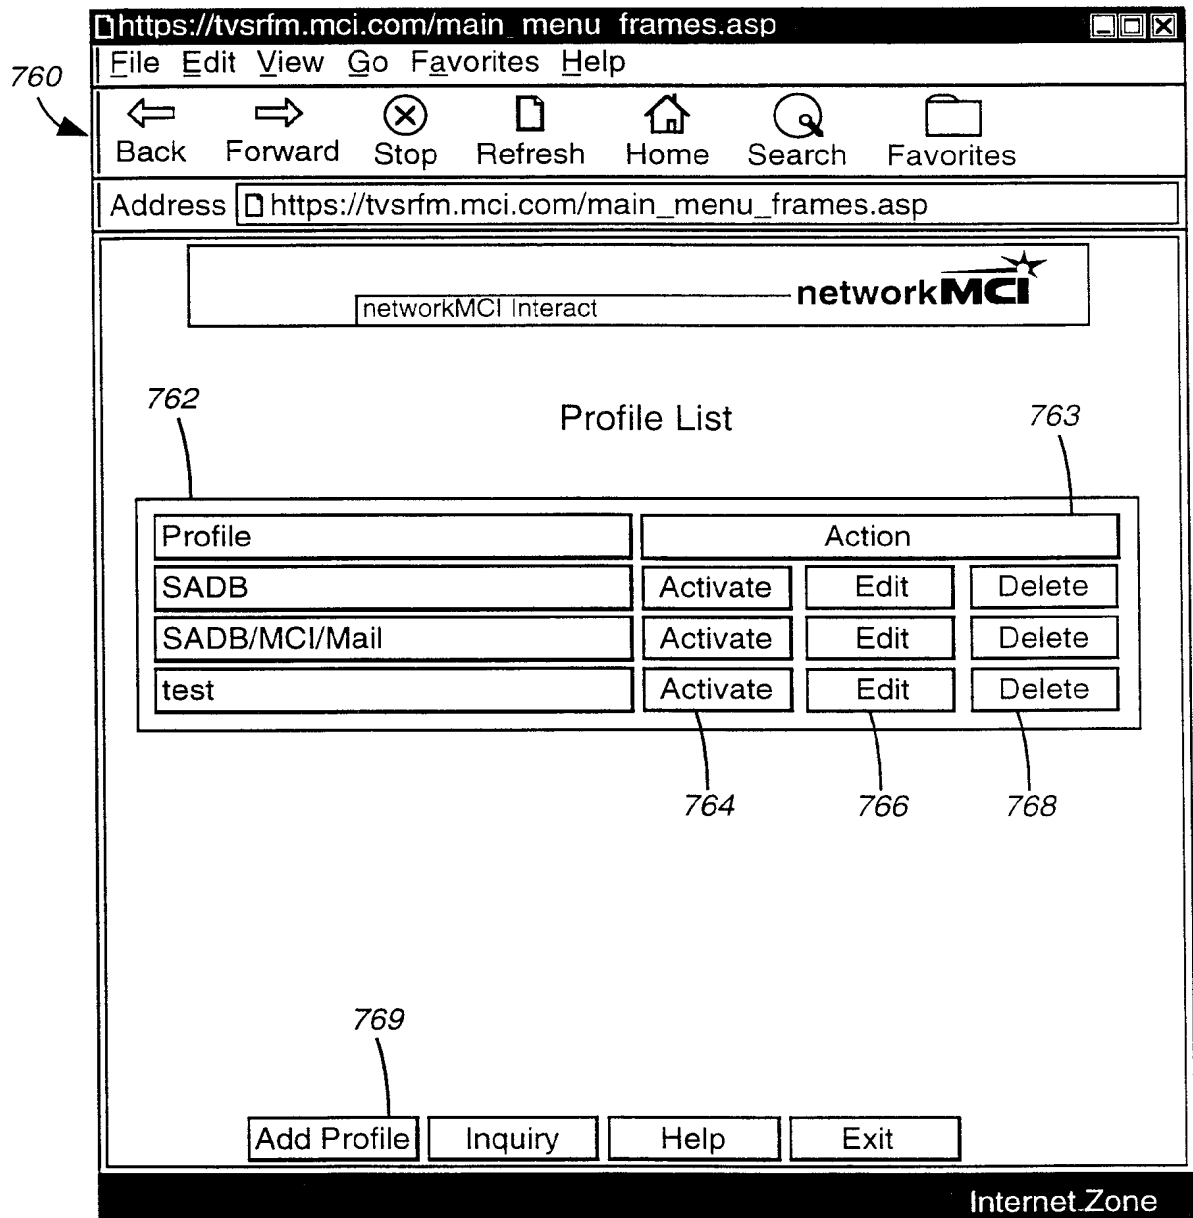 https://tvsrfm.mci.com/main_menu frames.asp
760
File Edit View Go Favorites Help
Back Forward Stop Refresh Home Search Favorites
Address https://tvsrfm.mci.com/main_menu_frames.asp
networkMCI
networkMCI Interact
762
Profile List
763
Profile Action
SADB Activate Edit Delete
SADB/MCI/Mail Activate Edit Delete
test Activate Edit Delete
764 766 768
769
Add Profile Inquiry Help Exit
Internet Zone